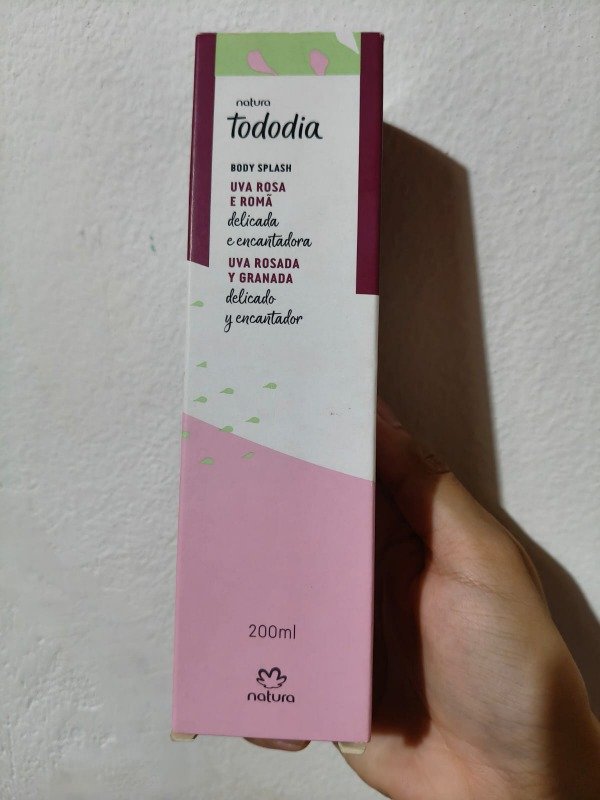 natura
tododia
BODY SPLASH
UVA ROSA
E ROMÃ
delicada
e encantadora
UVA ROSADA
Y GRANADA
delicado
y encantador
200ml
natura